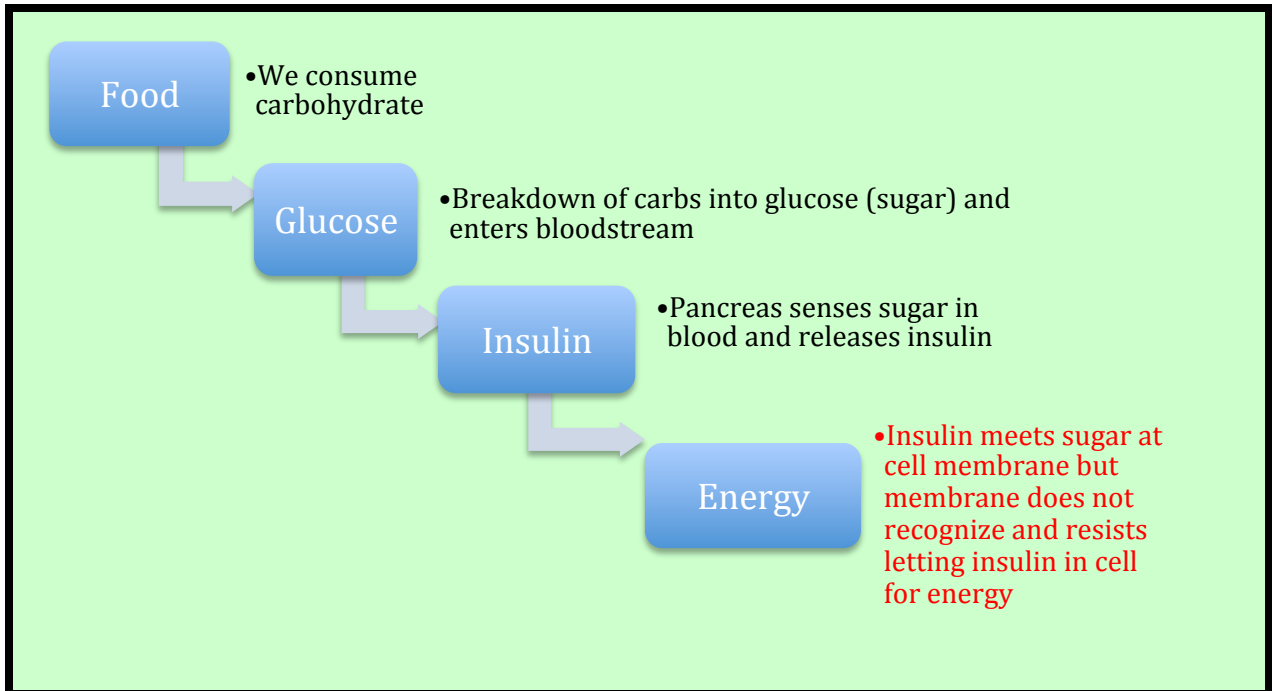 Food
•We consume
carbohydrate
Glucose
•Breakdown of carbs into glucose (sugar) and
enters bloodstream
Insulin
•Pancreas senses sugar in
blood and releases insulin
Energy
•Insulin meets sugar at
cell membrane but
membrane does not
recognize and resists
letting insulin in cell
for energy